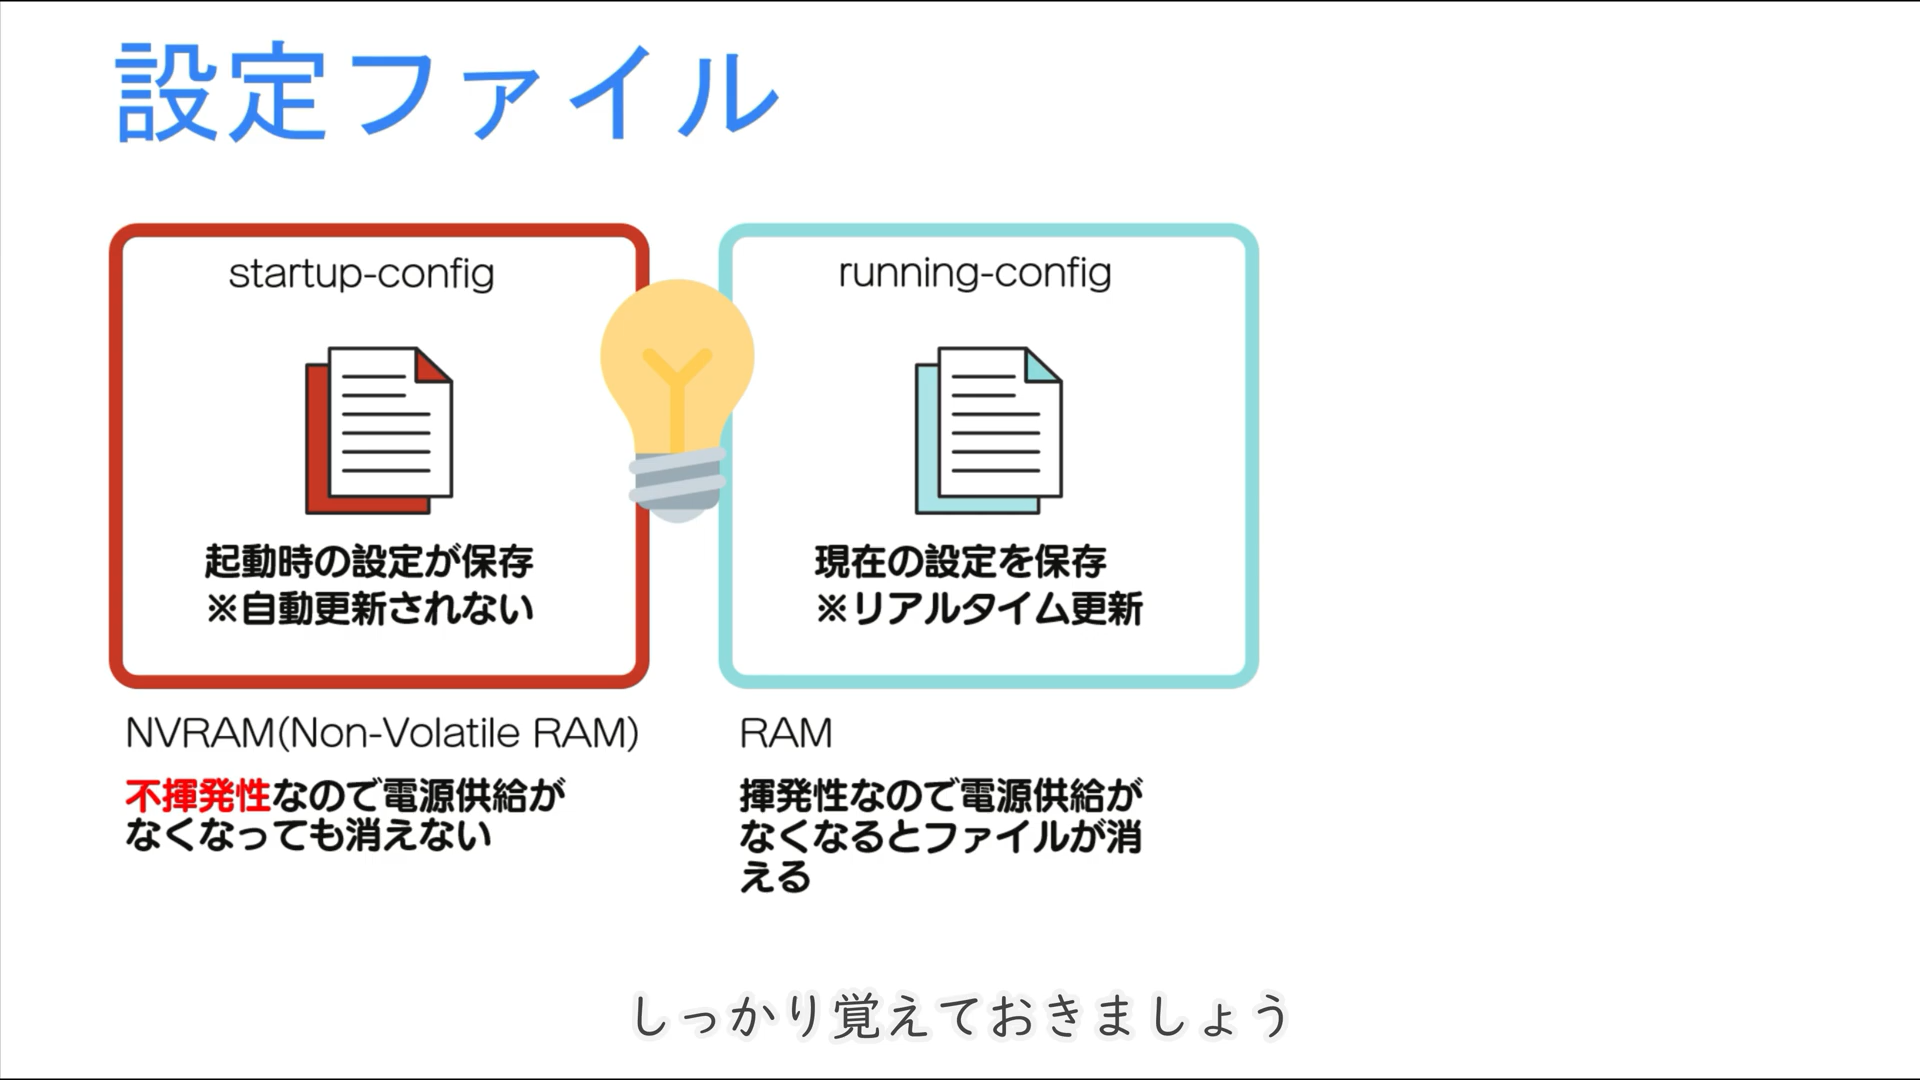 設定ファイル
startup-config
起動時の設定が保存
※自動更新されない
NVRAM(Non-Volatile RAM)
不揮発性なので電源供給が
なくなっても消えない
running-config
現在の設定を保存
※リアルタイム更新
RAM
揮発性なので電源供給が
なくなるとファイルが消
える
しっかり覚えておきましょう